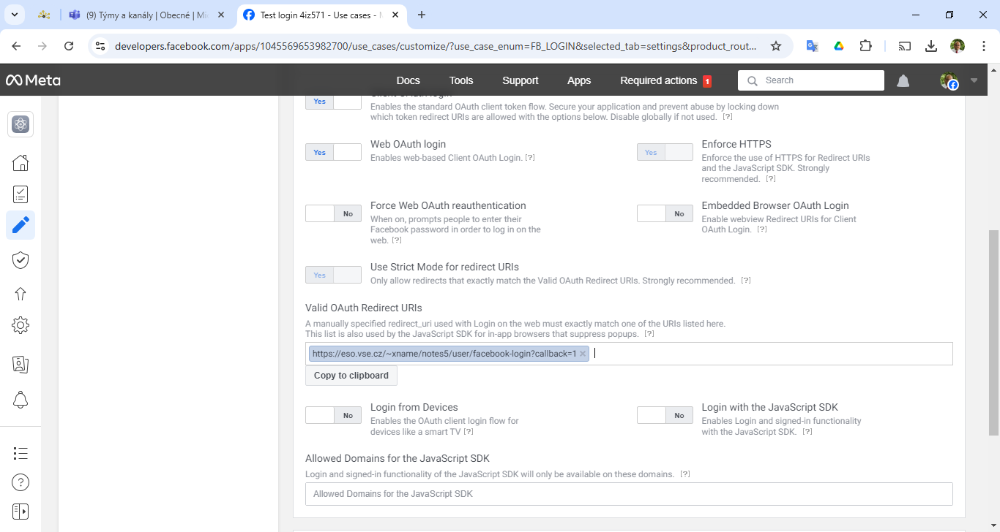 (9) Týmy a kanály | Obecné | Mic
Test login 4iz571 - Use cases -
developers.facebook.com/apps/1045569653982700/use_cases/customize/?use_case_enum=FB_LOGIN&selected_tab=settings&product_rout...
Meta
Docs
Tools
Support
Apps
Required actions 1
Search
Client OAuth login
Yes
Enables the standard OAuth client token flow. Secure your application and prevent abuse by locking down
which token redirect URIs are allowed with the options below. Disable globally if not used. [?]
Yes
Web OAuth login
Enables web-based Client OAuth Login. [?]
Yes
Enforce HTTPS
Enforce the use of HTTPS for Redirect URIs
and the JavaScript SDK. Strongly
recommended. [?]
No
Force Web OAuth reauthentication
When on, prompts people to enter their
Facebook password in order to log in on the
web. [?]
No
Embedded Browser OAuth Login
Enable webview Redirect URIs for Client
OAuth Login. [?]
Yes
Use Strict Mode for redirect URIs
Only allow redirects that exactly match the Valid OAuth Redirect URIs. Strongly recommended. [?]
Valid OAuth Redirect URIs
A manually specified redirect_uri used with Login on the web must exactly match one of the URIs listed here.
This list is also used by the JavaScript SDK for in-app browsers that suppress popups. [?]
https://eso.vse.cz/~xname/notes5/user/facebook-login?callback=1
Copy to clipboard
No
Login from Devices
Enables the OAuth client login flow for
devices like a smart TV [?]
No
Login with the JavaScript SDK
Enables Login and signed-in functionality
with the JavaScript SDK. [?]
Allowed Domains for the JavaScript SDK
Login and signed-in functionality of the JavaScript SDK will only be available on these domains. [?]
Allowed Domains for the JavaScript SDK